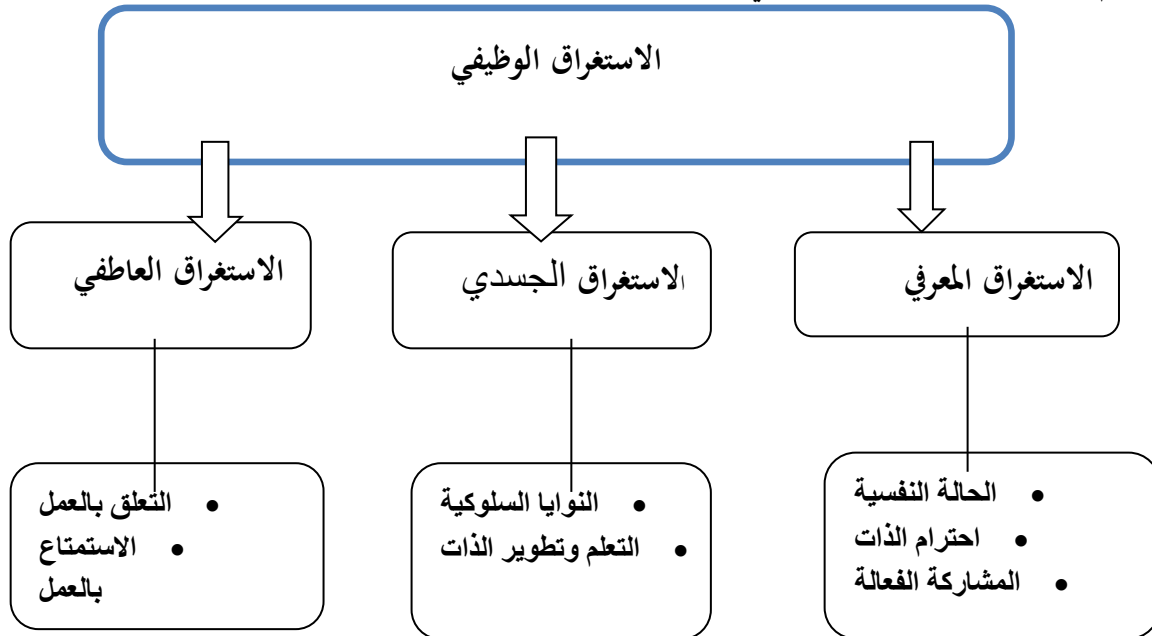 الاستغراق الوظيفي
الاستغراق المعرفي
الاستغراق الجسدي
الاستغراق العاطفي
• الحالة النفسية
• احترام الذات
• المشاركة الفعالة
• النوايا السلوكية
• التعلم وتطوير الذات
• التعلق بالعمل
• الاستمتاع
بالعمل